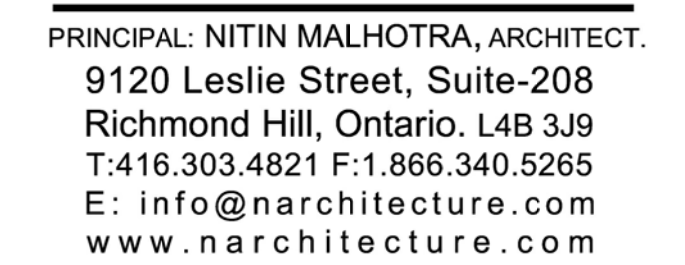 PRINCIPAL: NITIN MALHOTRA, ARCHITECT.
9120 Leslie Street, Suite-208
Richmond Hill, Ontario. L4B 3J9
T:416.303.4821 F:1.866.340.5265
E: info@narchitecture.com
www.narchitecture.com